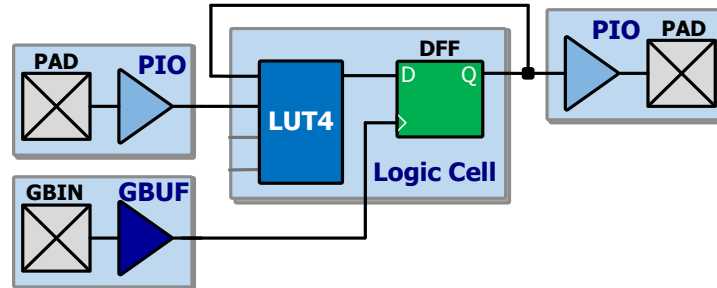 PAD
PIO
LUT4
DFF
D
Q
Logic Cell
PIO
PAD
GBIN
GBUF